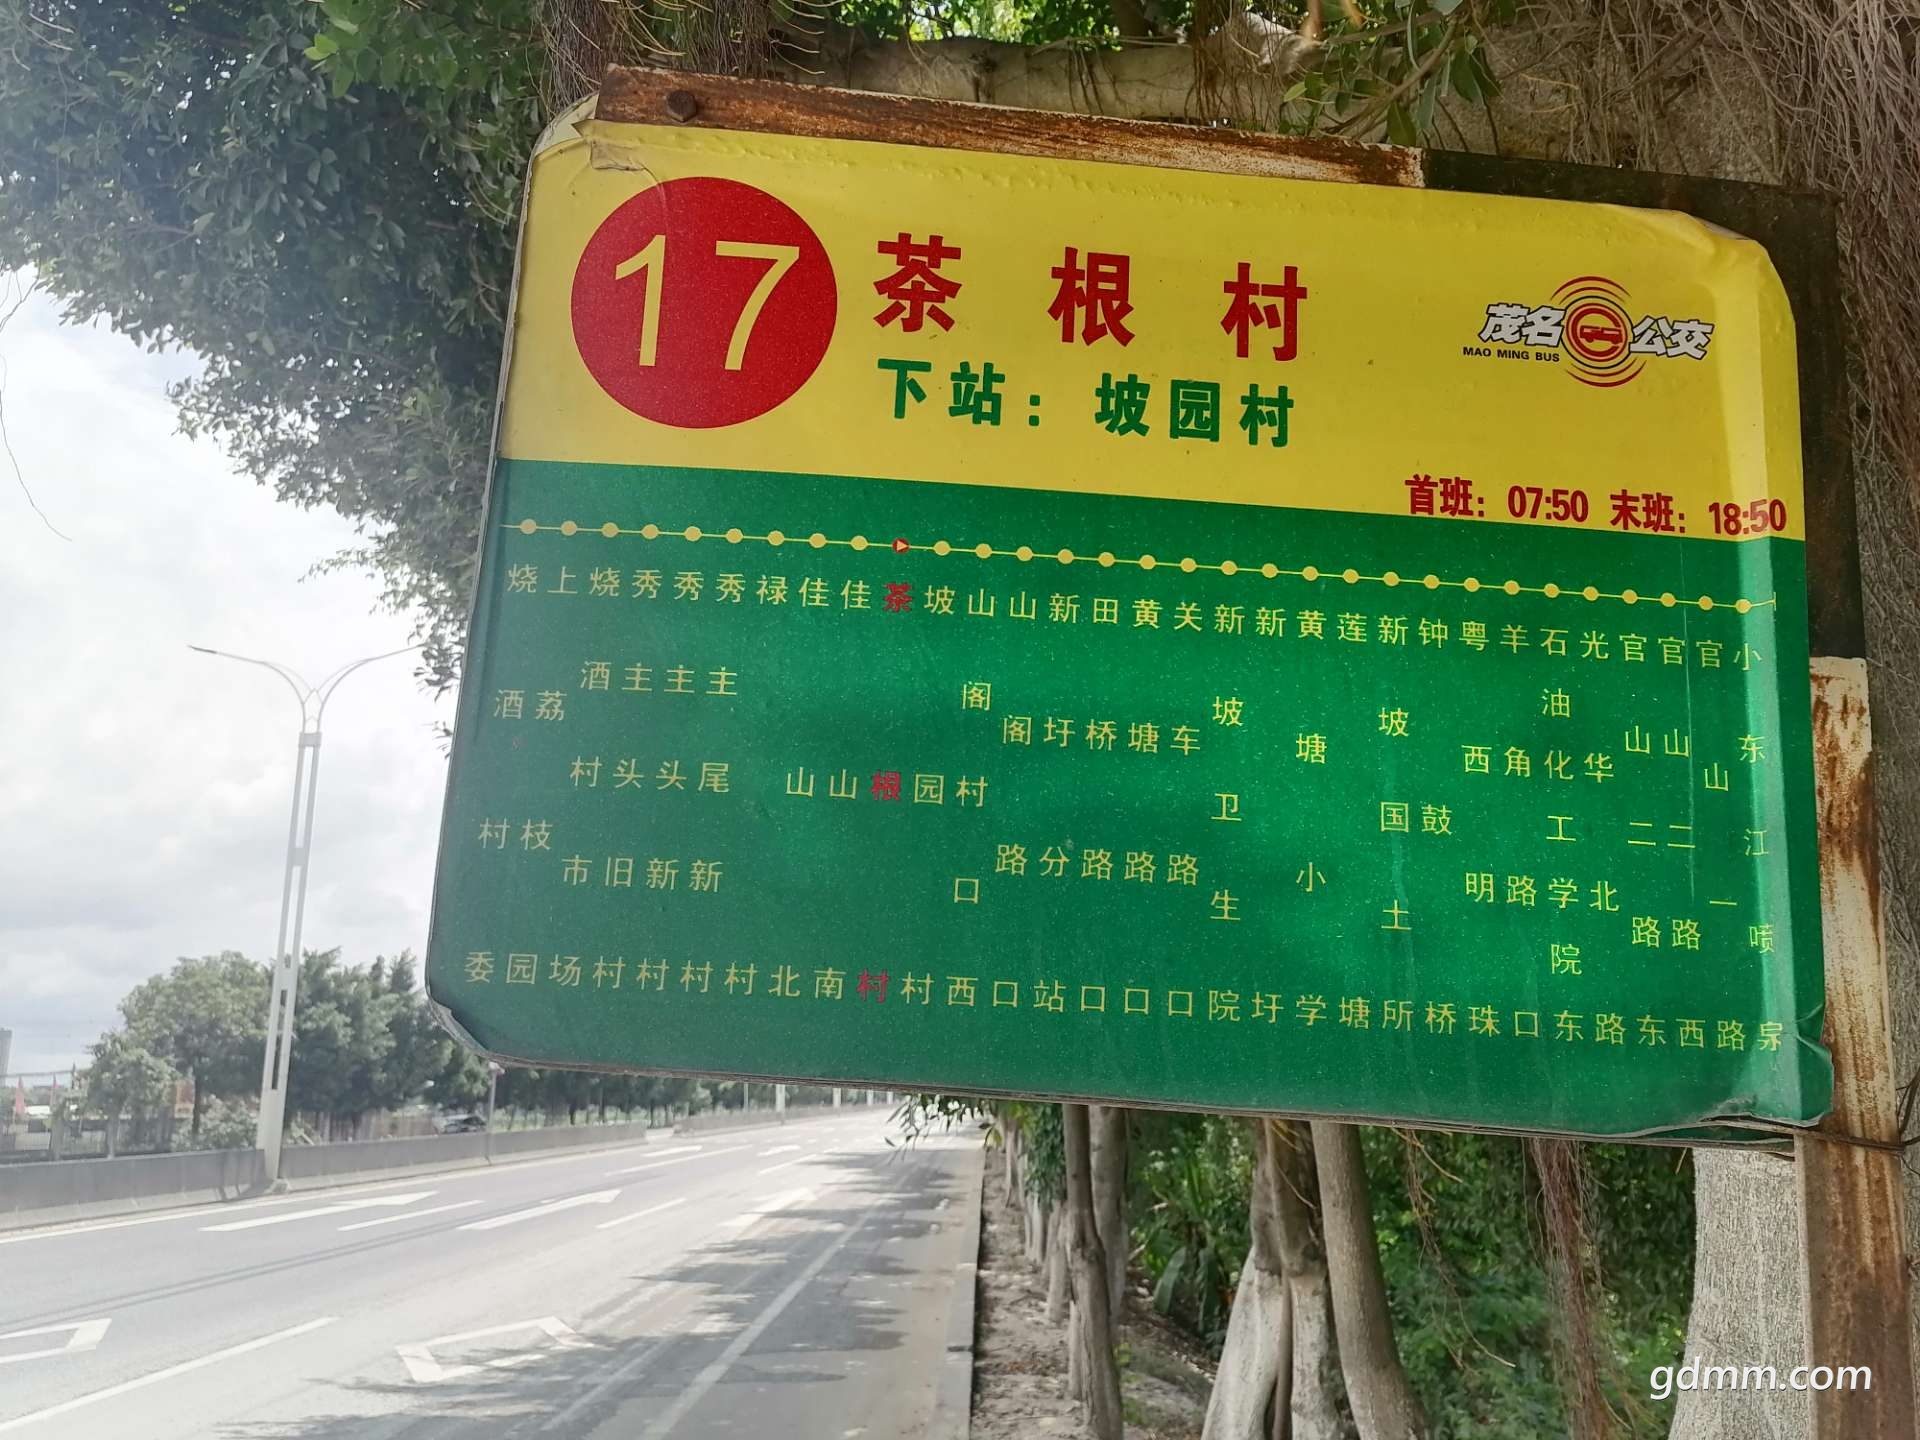 17
茶根村
下站：坡园村
茂名公交
MAO MING BUS
首班：07:50 末班：18:50
烧酒村委
上荔枝园
烧酒村市场
秀主头旧村
秀主头新村
秀主尾新村
禄村
佳山北
佳山南
茶根村
坡园村
山阁村口西
山阁路口
新圩分站
田桥路口
黄塘路口
关车路口
新坡卫生院
新圩
黄塘小学
莲塘
新坡国土所
钟鼓桥
粤西明珠
羊角路口
石油化工学院东
光华北路
官山二路东
官山二路西
官山一路
小东江喷泉
gdmm.com